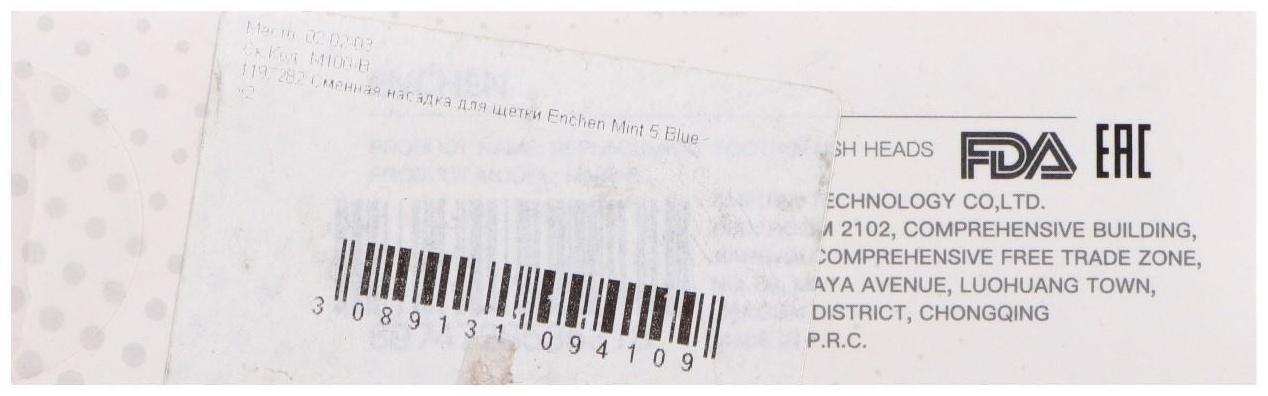 Место: 02-02-03
Ск.Код: M100-B
1197282 Сменная насадка для щетки Enchen Mint 5 Blue
x2
3 089131 094109
SH HEADS
FDA EAC
ECHNOLOGY CO,LTD.
M 2102, COMPREHENSIVE BUILDING,
COMPREHENSIVE FREE TRADE ZONE,
AYA AVENUE, LUOHUANG TOWN,
DISTRICT, CHONGQING
P.R.C.